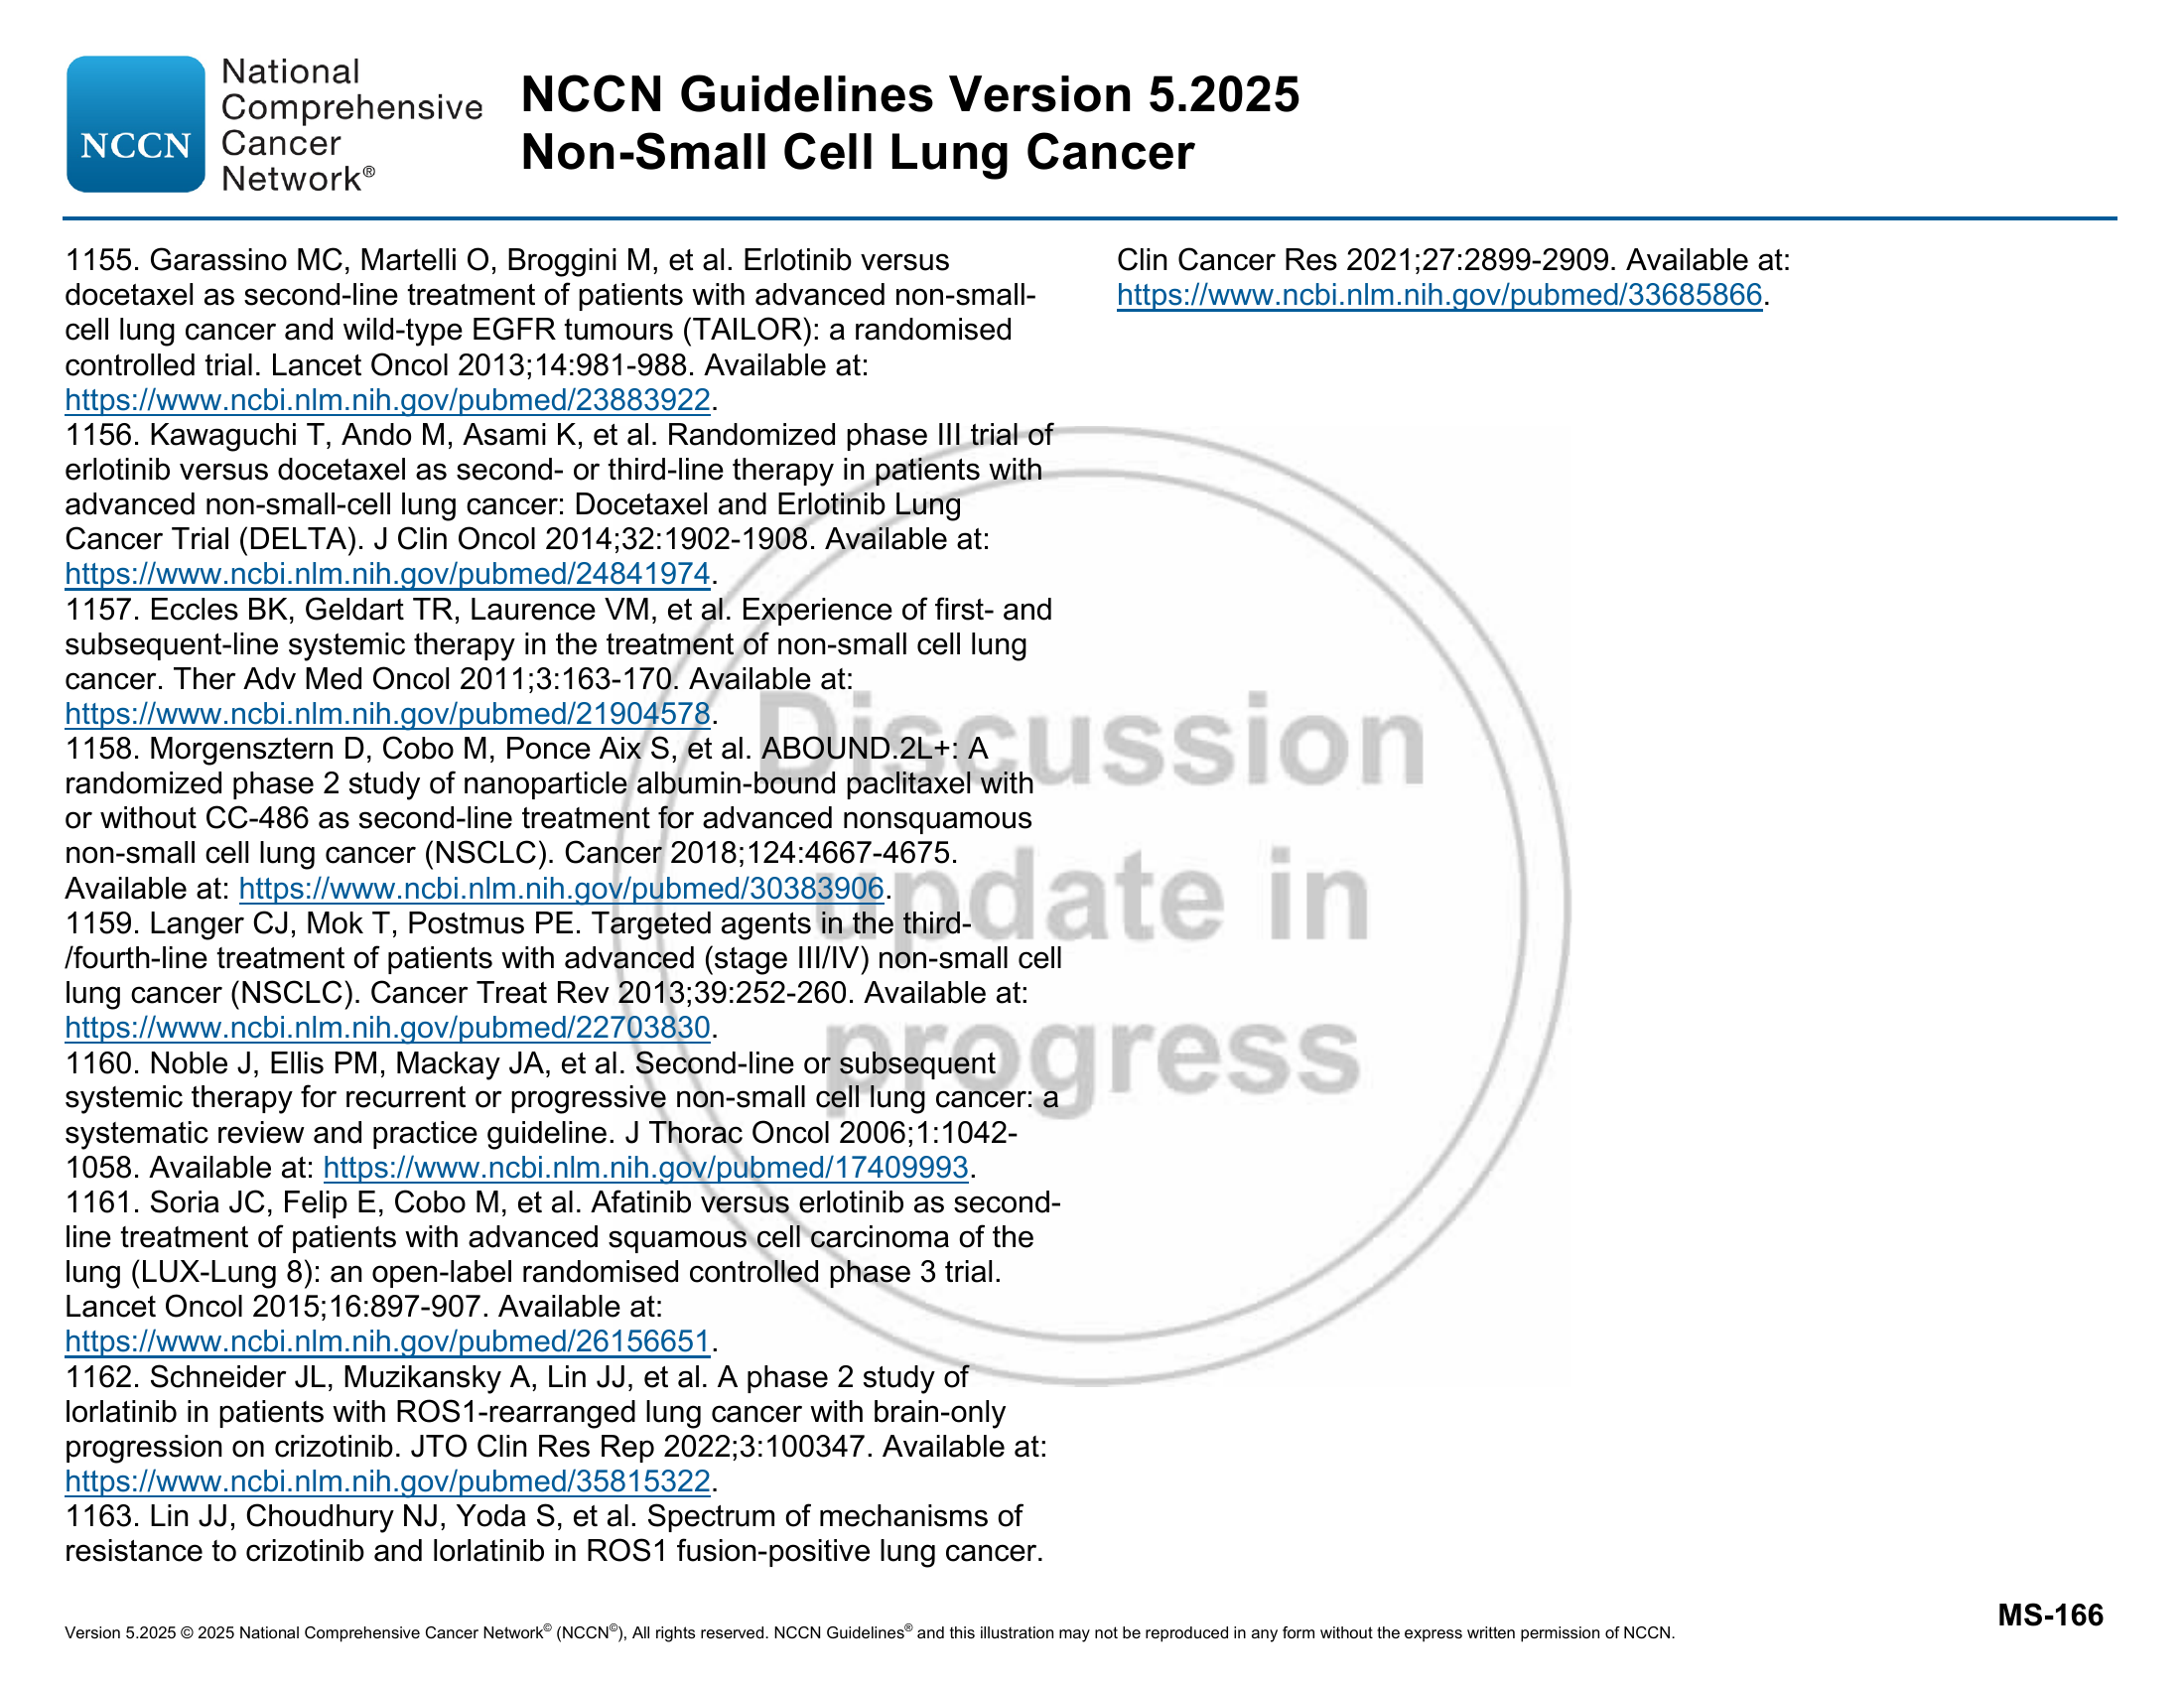 NCCN
National
Comprehensive
Cancer
Network®
NCCN Guidelines Version 5.2025
Non-Small Cell Lung Cancer
1155. Garassino MC, Martelli O, Broggini M, et al. Erlotinib versus
docetaxel as second-line treatment of patients with advanced non-small-
cell lung cancer and wild-type EGFR tumours (TAILOR): a randomised
controlled trial. Lancet Oncol 2013;14:981-988. Available at:
https://www.ncbi.nlm.nih.gov/pubmed/23883922.
1156. Kawaguchi T, Ando M, Asami K, et al. Randomized phase III trial of
erlotinib versus docetaxel as second- or third-line therapy in patients with
advanced non-small-cell lung cancer: Docetaxel and Erlotinib Lung
Cancer Trial (DELTA). J Clin Oncol 2014;32:1902-1908. Available at:
https://www.ncbi.nlm.nih.gov/pubmed/24841974.
1157. Eccles BK, Geldart TR, Laurence VM, et al. Experience of first- and
subsequent-line systemic therapy in the treatment of non-small cell lung
cancer. Ther Adv Med Oncol 2011;3:163-170. Available at:
https://www.ncbi.nlm.nih.gov/pubmed/21904578.
1158. Morgensztern D, Cobo M, Ponce Aix S, et al. ABOUND.2L+: A
randomized phase 2 study of nanoparticle albumin-bound paclitaxel with
or without CC-486 as second-line treatment for advanced nonsquamous
non-small cell lung cancer (NSCLC). Cancer 2018;124:4667-4675.
Available at: https://www.ncbi.nlm.nih.gov/pubmed/30383906.
1159. Langer CJ, Mok T, Postmus PE. Targeted agents in the third-
/fourth-line treatment of patients with advanced (stage III/IV) non-small cell
lung cancer (NSCLC). Cancer Treat Rev 2013;39:252-260. Available at:
https://www.ncbi.nlm.nih.gov/pubmed/22703830.
1160. Noble J, Ellis PM, Mackay JA, et al. Second-line or subsequent
systemic therapy for recurrent or progressive non-small cell lung cancer: a
systematic review and practice guideline. J Thorac Oncol 2006;1:1042-
1058. Available at: https://www.ncbi.nlm.nih.gov/pubmed/17409993.
1161. Soria JC, Felip E, Cobo M, et al. Afatinib versus erlotinib as second-
line treatment of patients with advanced squamous cell carcinoma of the
lung (LUX-Lung 8): an open-label randomised controlled phase 3 trial.
Lancet Oncol 2015;16:897-907. Available at:
https://www.ncbi.nlm.nih.gov/pubmed/26156651.
1162. Schneider JL, Muzikansky A, Lin JJ, et al. A phase 2 study of
lorlatinib in patients with ROS1-rearranged lung cancer with brain-only
progression on crizotinib. JTO Clin Res Rep 2022;3:100347. Available at:
https://www.ncbi.nlm.nih.gov/pubmed/35815322.
1163. Lin JJ, Choudhury NJ, Yoda S, et al. Spectrum of mechanisms of
resistance to crizotinib and lorlatinib in ROS1 fusion-positive lung cancer.
Clin Cancer Res 2021;27:2899-2909. Available at:
https://www.ncbi.nlm.nih.gov/pubmed/33685866.
Discussion
update in
progress
MS-166
Version 5.2025 © 2025 National Comprehensive Cancer Network© (NCCN©), All rights reserved. NCCN Guidelines® and this illustration may not be reproduced in any form without the express written permission of NCCN.